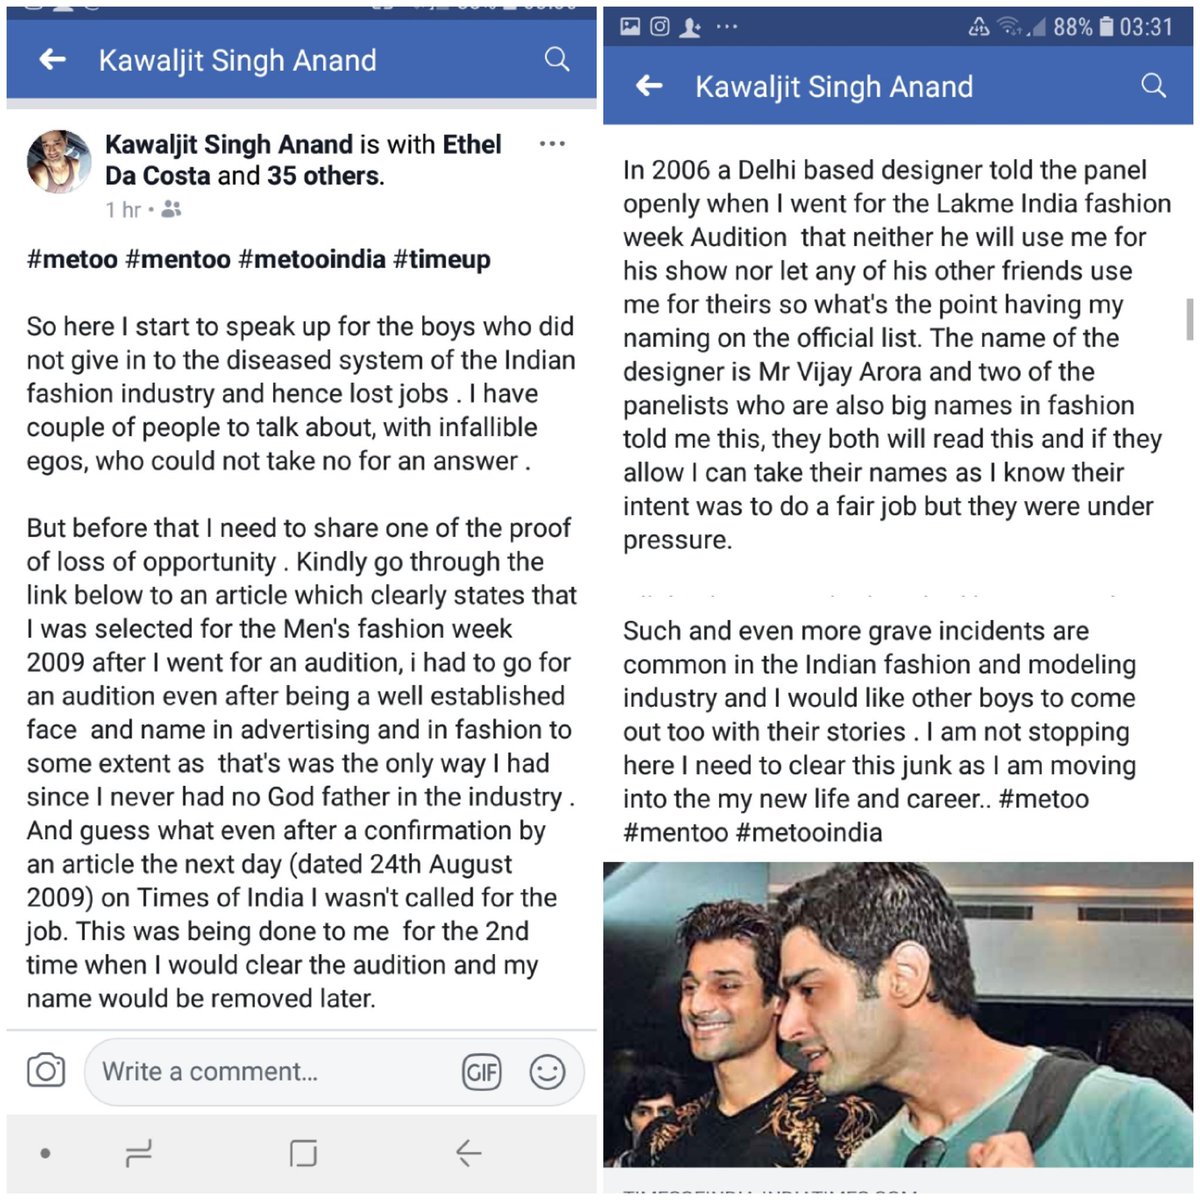 Kawaljit Singh Anand
Kawaljit Singh Anand is with Ethel
Da Costa and 35 others.
1 hr •
#metoo #mentoo #metooindia #timeup
So here I start to speak up for the boys who did
not give in to the diseased system of the Indian
fashion industry and hence lost jobs . I have
couple of people to talk about, with infallible
egos, who could not take no for an answer .
But before that I need to share one of the proof
of loss of opportunity . Kindly go through the
link below to an article which clearly states that
I was selected for the Men's fashion week
2009 after I went for an audition, i had to go for
an audition even after being a well established
face  and name in advertising and in fashion to
some extent as  that's was the only way I had
since I never had no God father in the industry .
And guess what even after a confirmation by
an article the next day (dated 24th August
2009) on Times of India I wasn't called for the
job. This was being done to me  for the 2nd
time when I would clear the audition and my
name would be removed later.
Write a comment...
GIF
88% 03:31
Kawaljit Singh Anand
In 2006 a Delhi based designer told the panel
openly when I went for the Lakme India fashion
week Audition  that neither he will use me for
his show nor let any of his other friends use
me for theirs so what's the point having my
naming on the official list. The name of the
designer is Mr Vijay Arora and two of the
panelists who are also big names in fashion
told me this, they both will read this and if they
allow I can take their names as I know their
intent was to do a fair job but they were under
pressure.
Such and even more grave incidents are
common in the Indian fashion and modeling
industry and I would like other boys to come
out too with their stories . I am not stopping
here I need to clear this junk as I am moving
into the my new life and career.. #metoo
#mentoo #metooindia